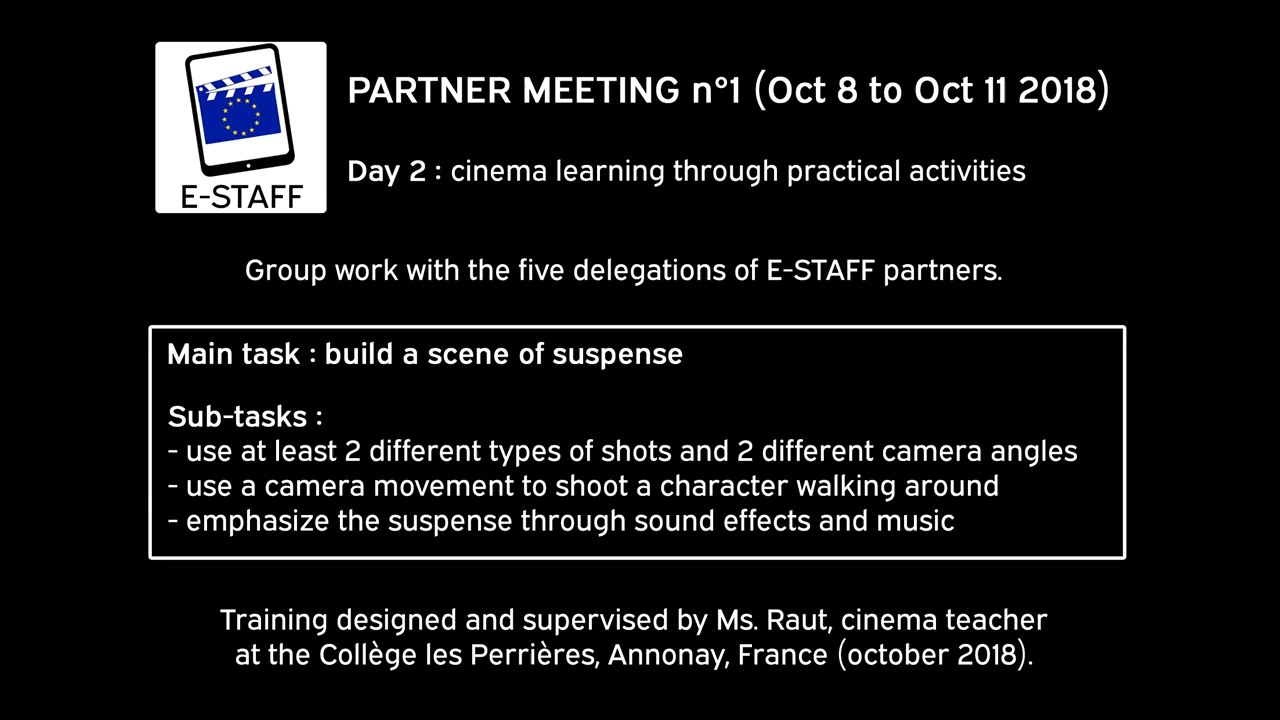 E-STAFF
PARTNER MEETING n°1 (Oct 8 to Oct 11 2018)
Day 2 : cinema learning through practical activities
Group work with the five delegations of E-STAFF partners.
Main task : build a scene of suspense
Sub-tasks :
- use at least 2 different types of shots and 2 different camera angles
- use a camera movement to shoot a character walking around
- emphasize the suspense through sound effects and music
Training designed and supervised by Ms. Raut, cinema teacher
at the Collège les Perrières, Annonay, France (october 2018).